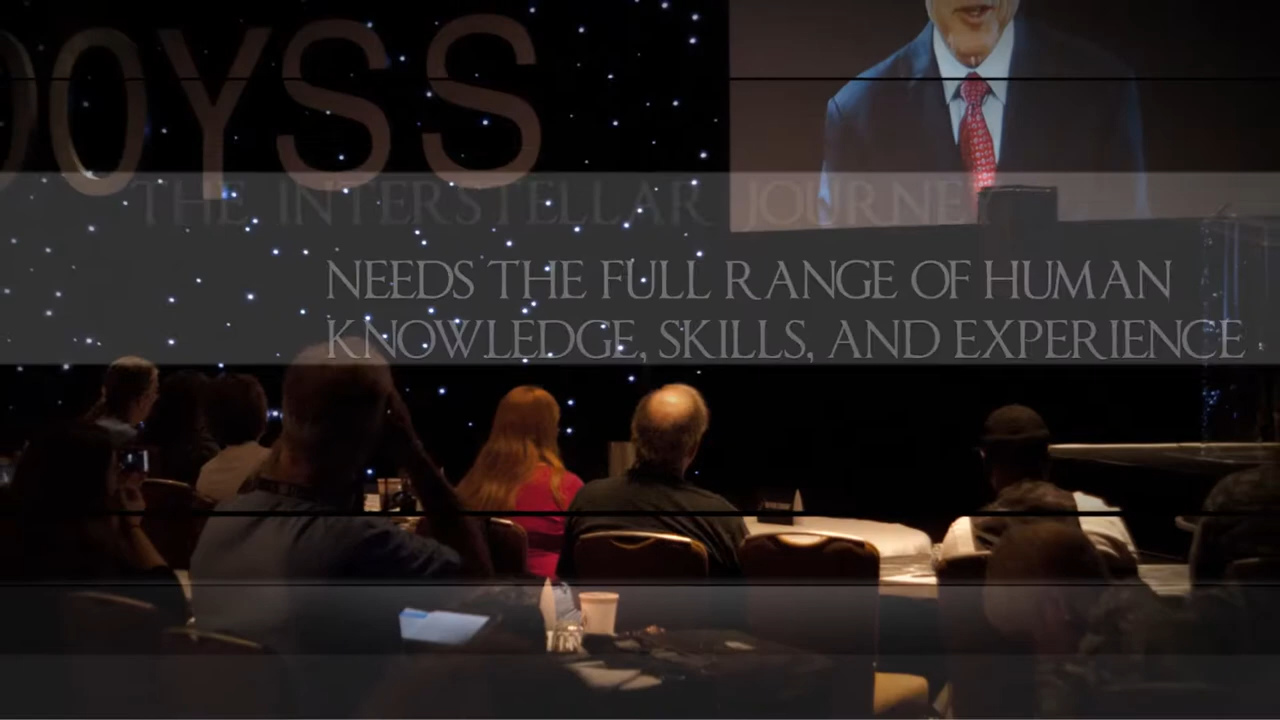 00YSS
THE INTERSTELLAR JOURNEY
NEEDS THE FULL RANGE OF HUMAN
KNOWLEDGE, SKILLS, AND EXPERIENCE